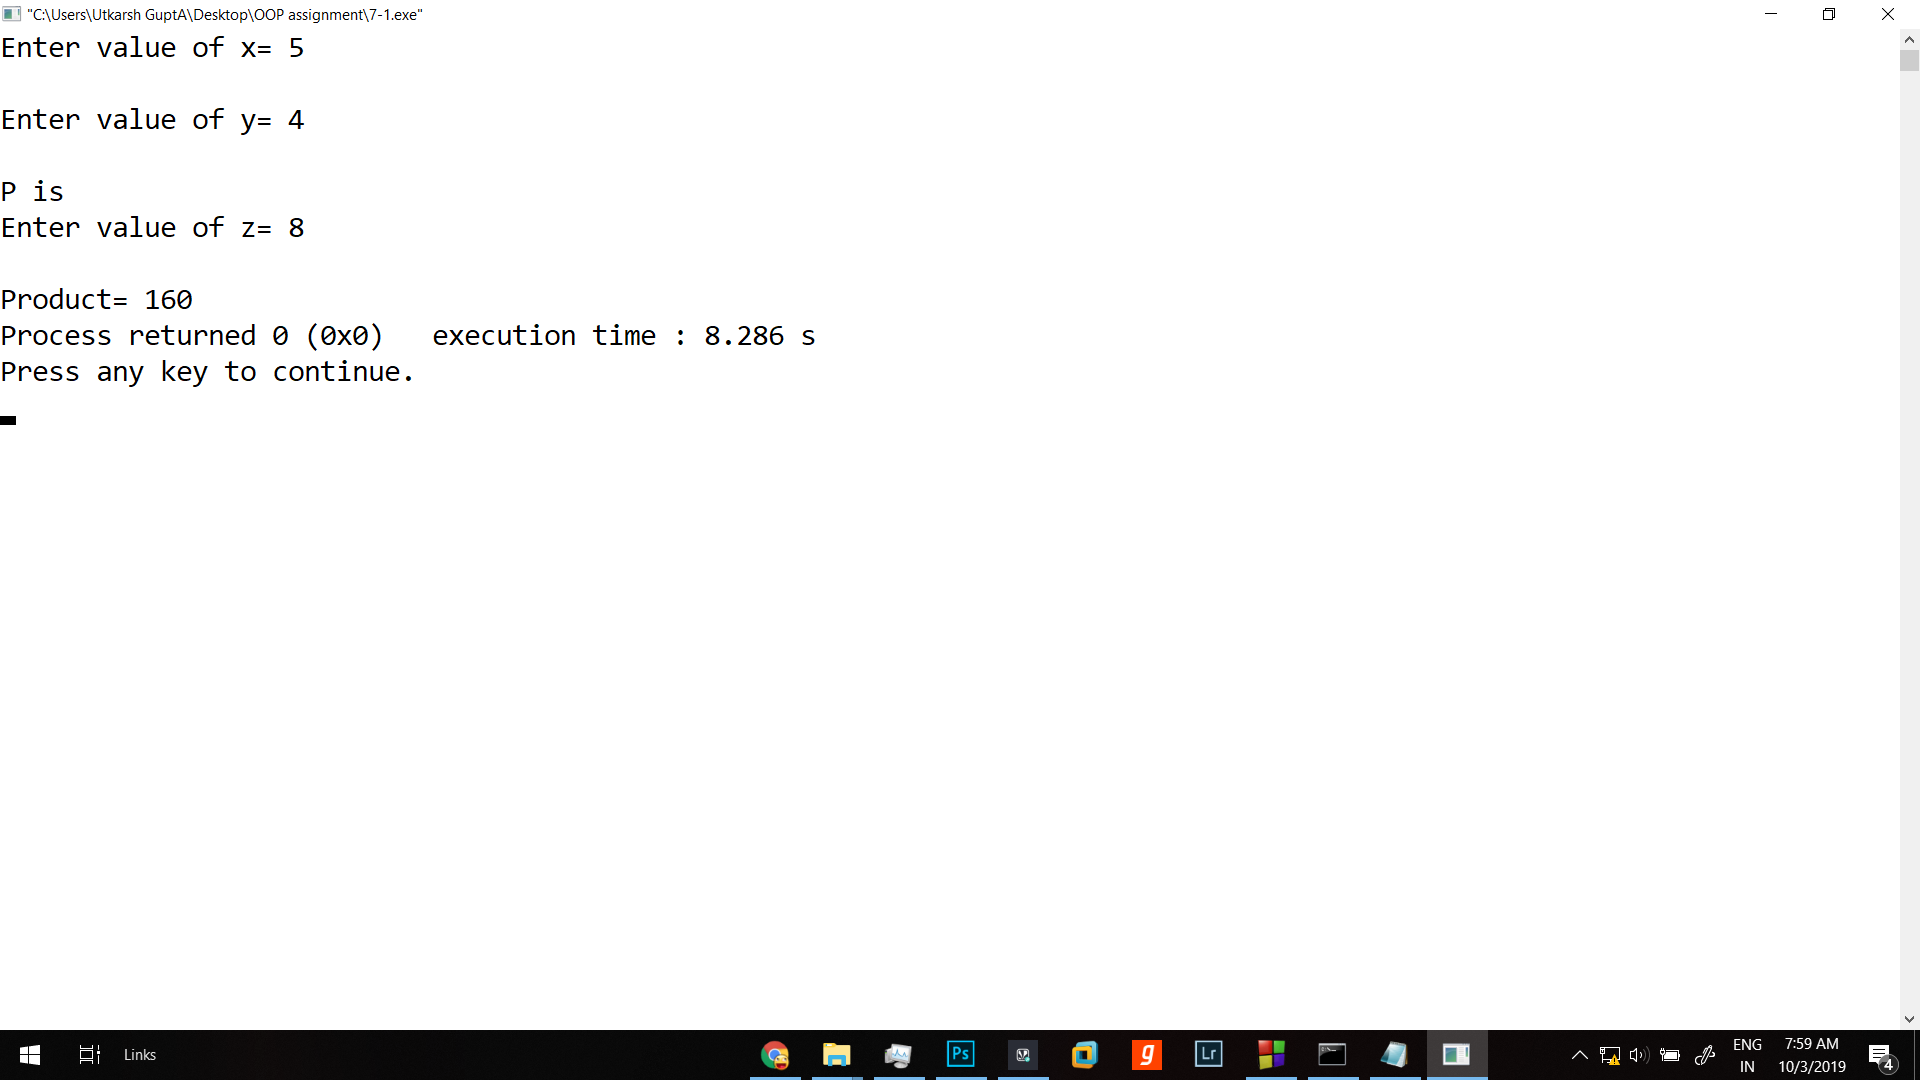 "C:\Users\Utkarsh GuptA\Desktop\OOP assignment\7-1.exe"
Enter value of x= 5
Enter value of y= 4
P is
Enter value of z= 8
Product= 160
Process returned 0 (0x0)   execution time : 8.286 s
Press any key to continue.
Links
Ps
g
Lr
ENG
IN
7:59 AM
10/3/2019
4